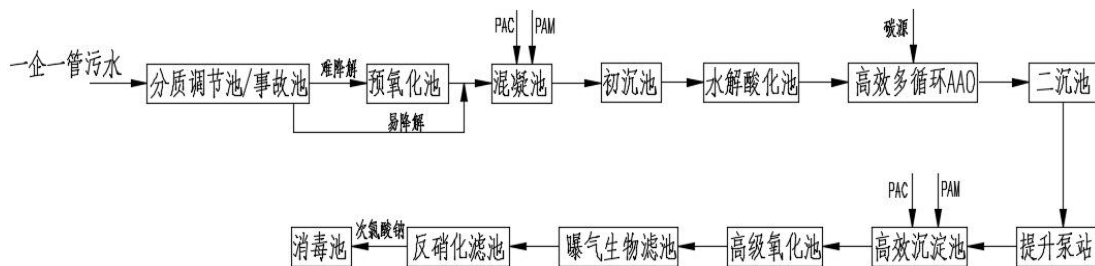 PAC PAM 碳源
一企一管污水
分质调节池/事故池 难降解 预氧化池 混凝池 初沉池 水解酸化池 高效多循环AAO 二沉池
易降解
PAC PAM
消毒池 次氯酸钠 反硝化滤池 曝气生物滤池 高级氧化池 高效沉淀池 提升泵站